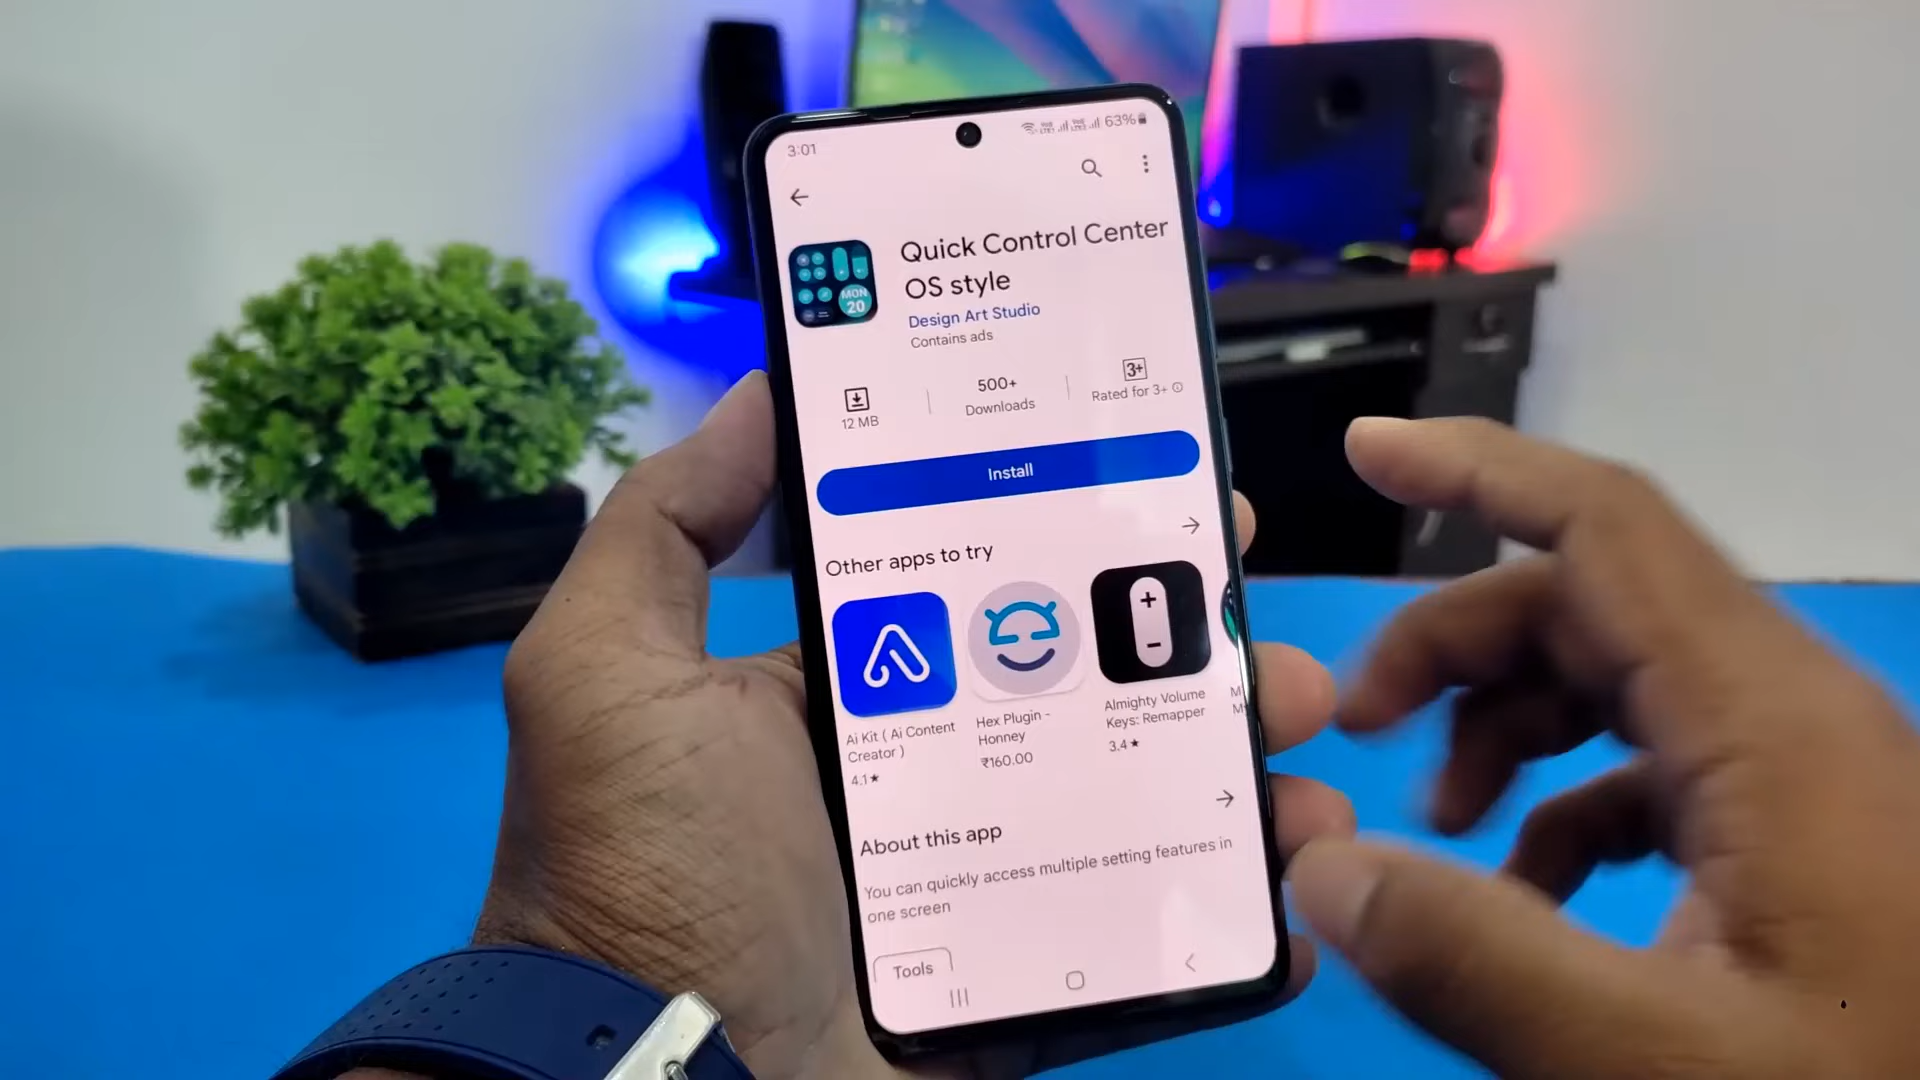 3:01
63%
Quick Control Center
OS style
MON
20
Design Art Studio
Contains ads
12 MB
500+
Downloads
3+
Rated for 3+
Install
Other apps to try
Ai Kit ( Ai Content
Creator )
4.1★
Hex Plugin -
Honney
₹160.00
Almighty Volume
Keys: Remapper
3.4★
About this app
You can quickly access multiple setting features in
one screen
Tools